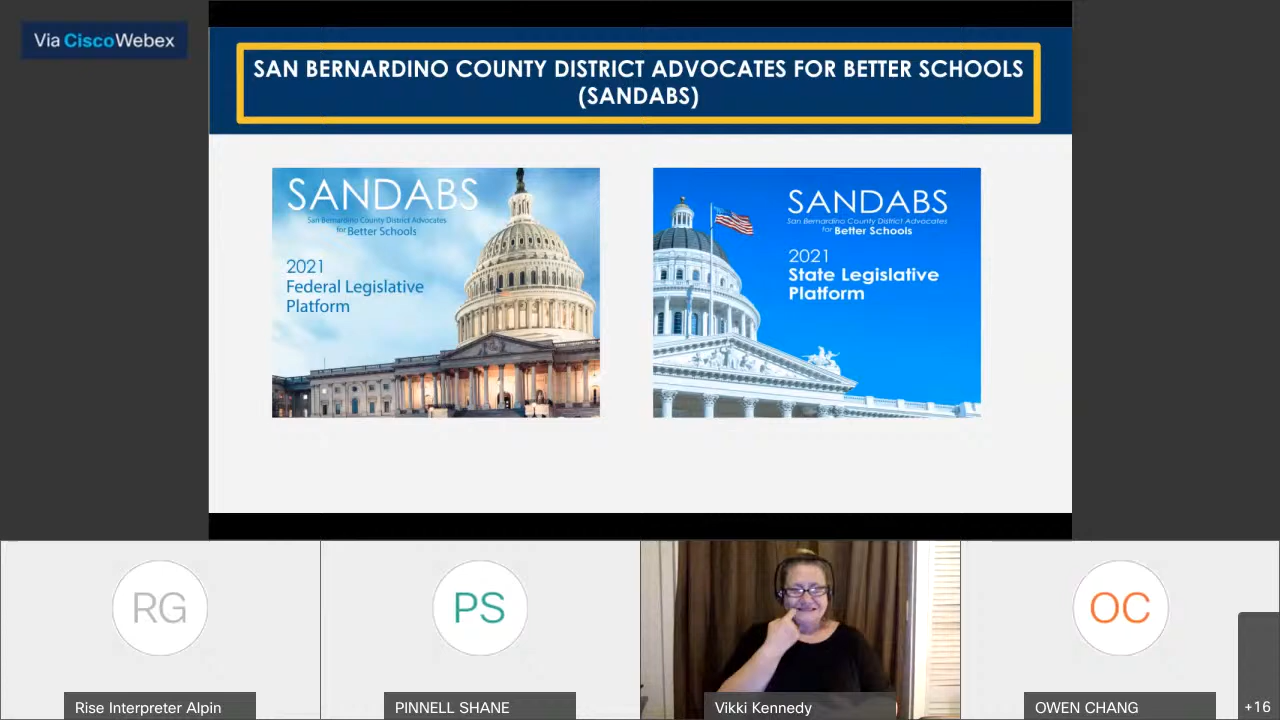 Via Cisco Webex
SAN BERNARDINO COUNTY DISTRICT ADVOCATES FOR BETTER SCHOOLS
(SANDABS)
SANDABS
San Bernardino County District Advocates
for Better Schools
2021
Federal Legislative
Platform
SANDABS
San Bernardino County District Advocates
for Better Schools
2021
State Legislative
Platform
RG
PS
OC
Rise Interpreter Alpin
PINNELL SHANE
Vikki Kennedy
OWEN CHANG
+16